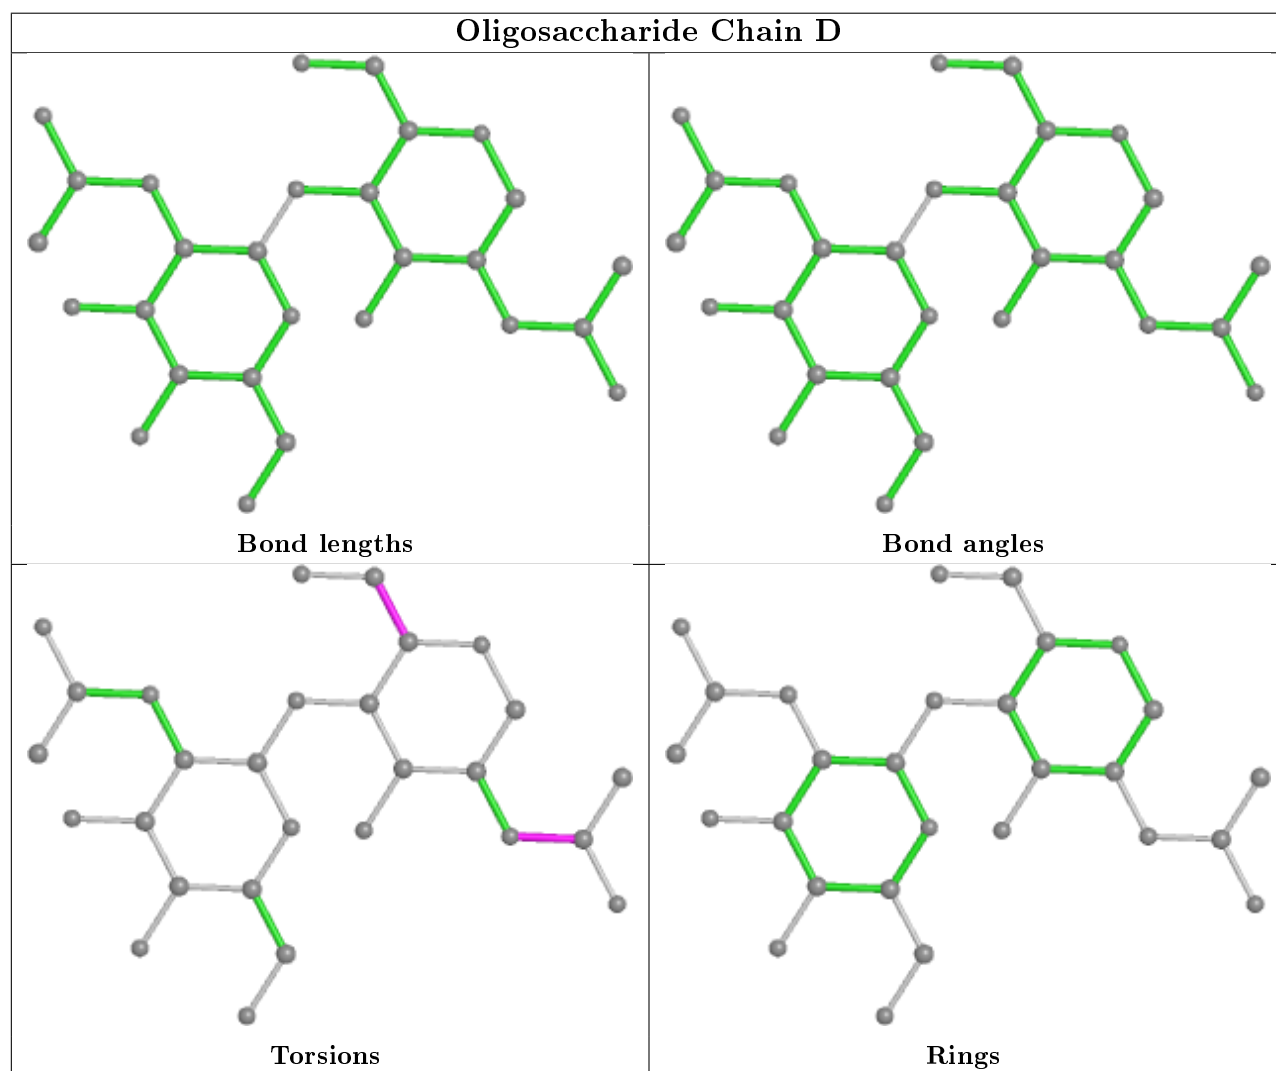 Oligosaccharide Chain D
Bond lengths
Bond angles
Torsions
Rings